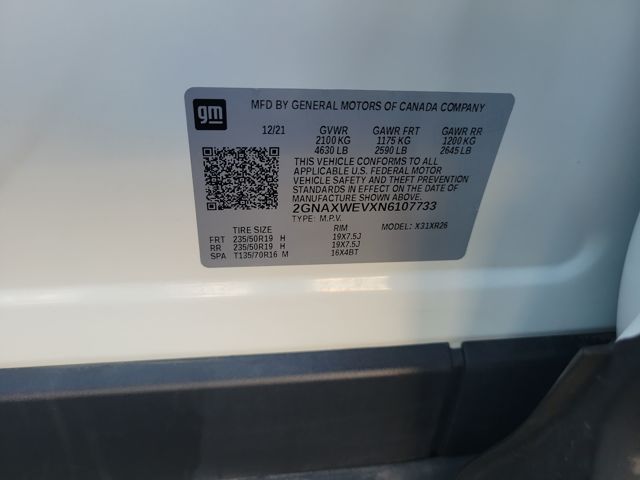 gm
MFD BY GENERAL MOTORS OF CANADA COMPANY
12/21 GVWR GAWR FRT GAWR RR
2100 KG 1175 KG 1200 KG
4630 LB 2590 LB 2645 LB
THIS VEHICLE CONFORMS TO ALL
APPLICABLE U.S. FEDERAL MOTOR
VEHICLE SAFETY AND THEFT PREVENTION
STANDARDS IN EFFECT ON THE DATE OF
MANUFACTURE SHOWN ABOVE.
2GNAXWEVXN6107733
TYPE: M.P.V. MODEL: X31XR26
TIRE SIZE RIM
FRT 235/50R19 H 19X7.5J
RR 235/50R19 H 19X7.5J
SPA T135/70R16 M 16X4BT